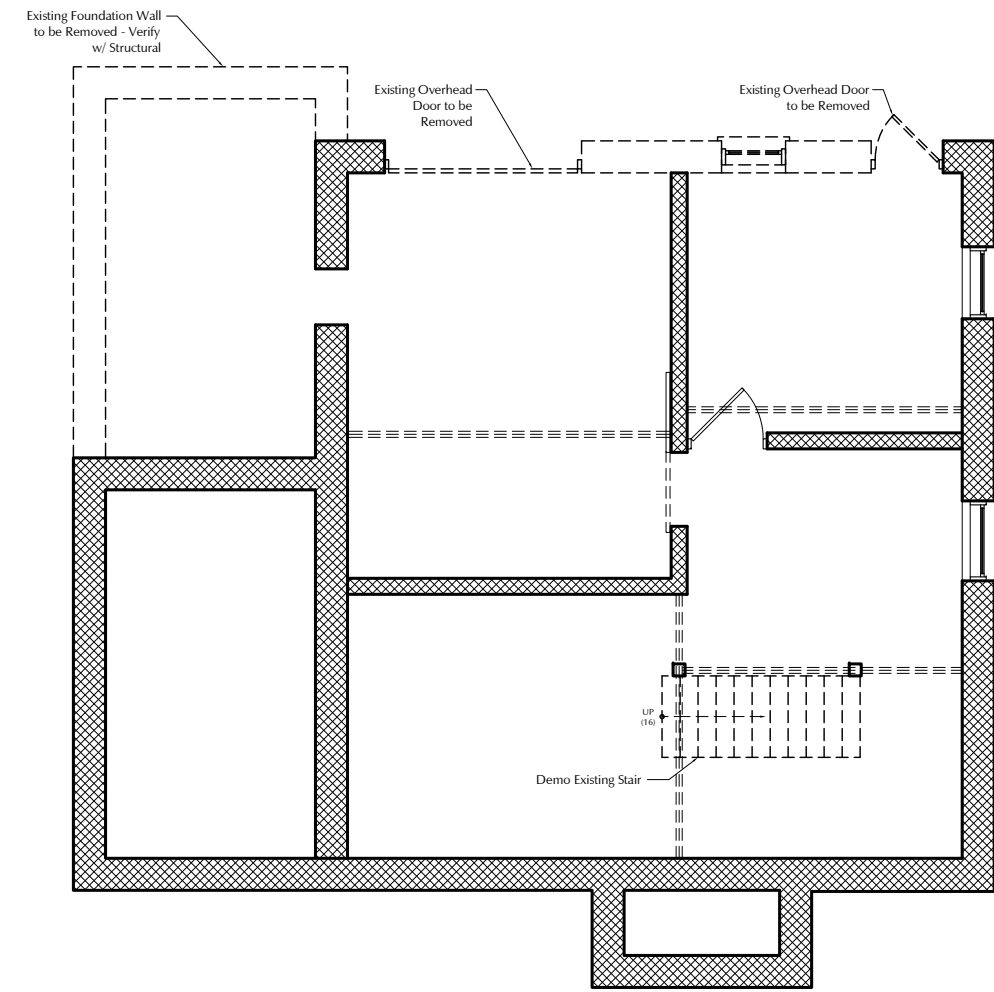 Existing Foundation Wall
to be Removed - Verify
w/ Structural
Existing Overhead
Door to be
Removed
Existing Overhead Door
to be Removed
UP
(16)
Demo Existing Stair